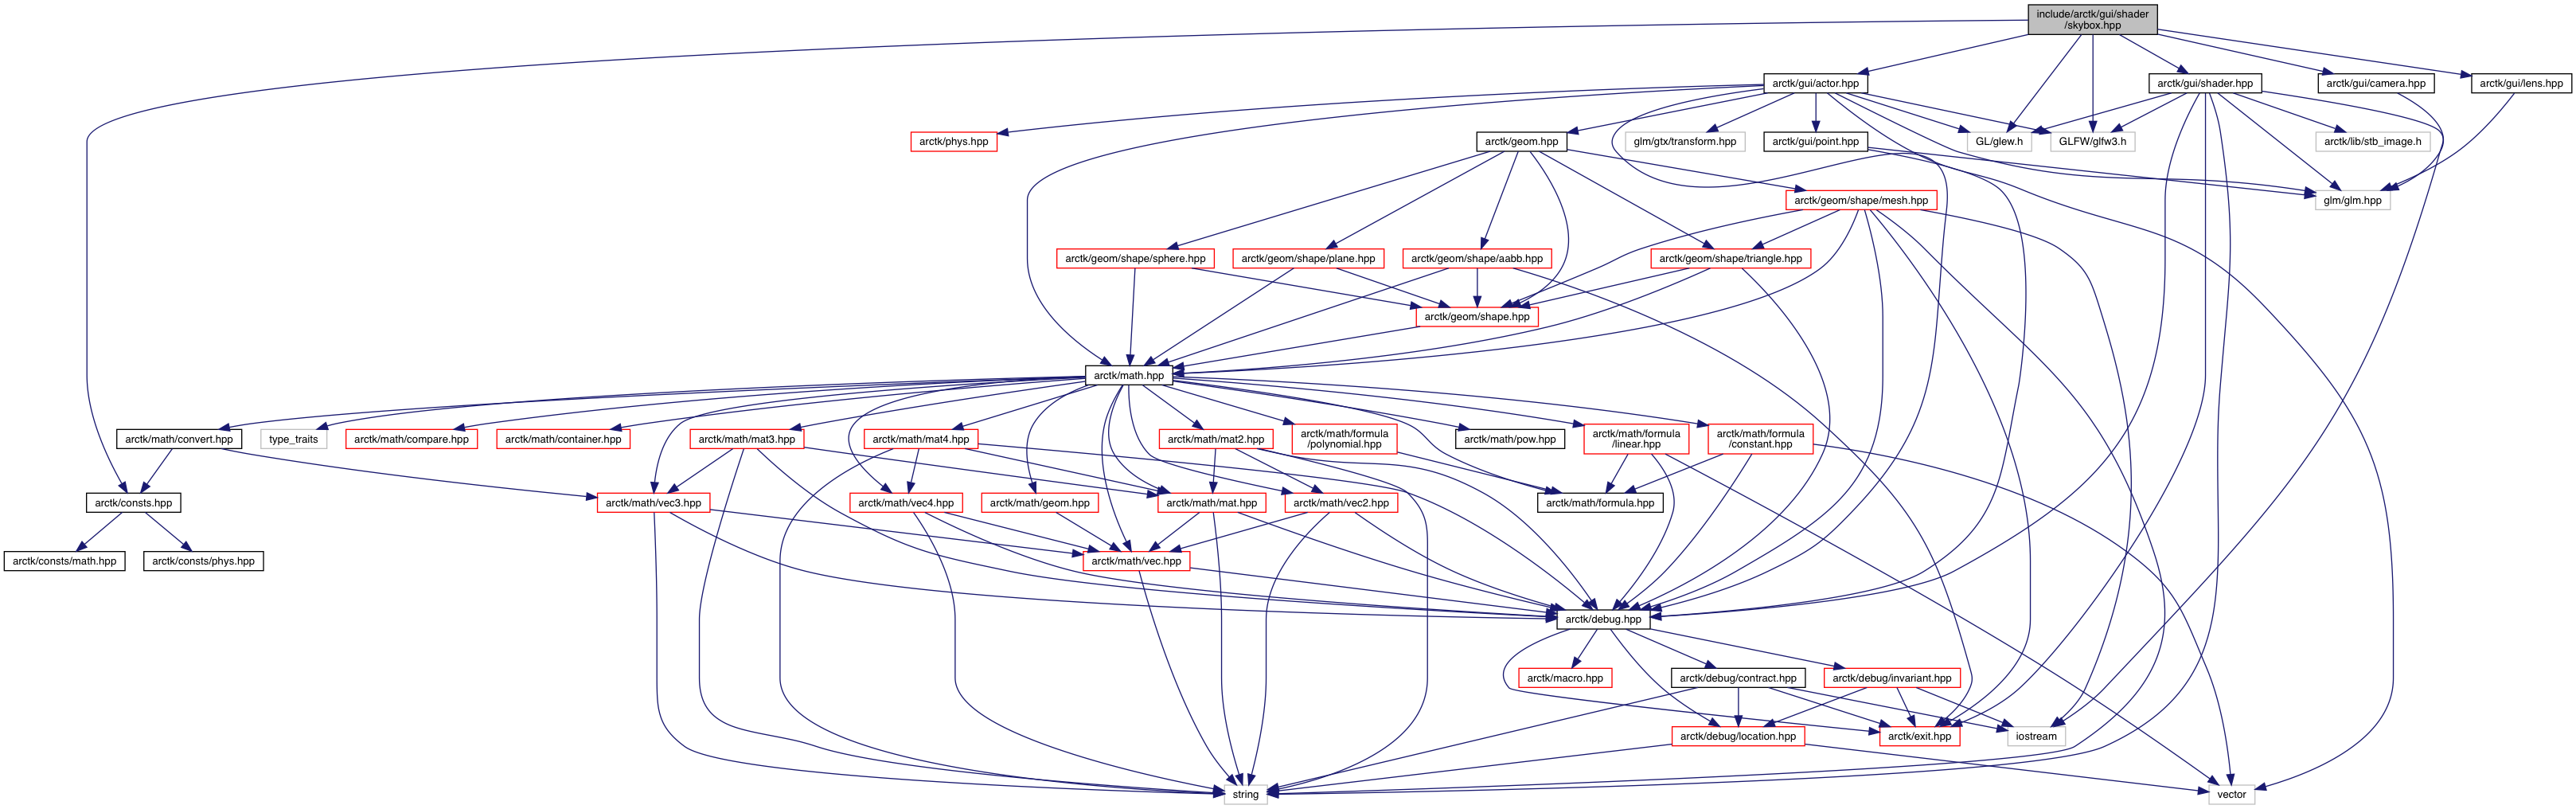 include/arctk/gui/shader
/skybox.hpp
arctk/gui/actor.hpp
arctk/gui/shader.hpp
arctk/gui/camera.hpp
arctk/gui/lens.hpp
arctk/phys.hpp
arctk/geom.hpp
glm/gtx/transform.hpp
arctk/gui/point.hpp
GL/glew.h
GLFW/glfw3.h
arctk/lib/stb_image.h
arctk/geom/shape/mesh.hpp
glm/glm.hpp
arctk/geom/shape/sphere.hpp
arctk/geom/shape/plane.hpp
arctk/geom/shape/aabb.hpp
arctk/geom/shape/triangle.hpp
arctk/geom/shape.hpp
arctk/math.hpp
arctk/math/convert.hpp
type_traits
arctk/math/compare.hpp
arctk/math/container.hpp
arctk/math/mat3.hpp
arctk/math/mat4.hpp
arctk/math/mat2.hpp
arctk/math/formula
/polynomial.hpp
arctk/math/pow.hpp
arctk/math/formula
/linear.hpp
arctk/math/formula
/constant.hpp
arctk/consts.hpp
arctk/math/vec3.hpp
arctk/math/vec4.hpp
arctk/math/geom.hpp
arctk/math/mat.hpp
arctk/math/vec2.hpp
arctk/math/formula.hpp
arctk/consts/math.hpp
arctk/consts/phys.hpp
arctk/math/vec.hpp
arctk/debug.hpp
arctk/macro.hpp
arctk/debug/contract.hpp
arctk/debug/invariant.hpp
arctk/debug/location.hpp
arctk/exit.hpp
iostream
string
vector